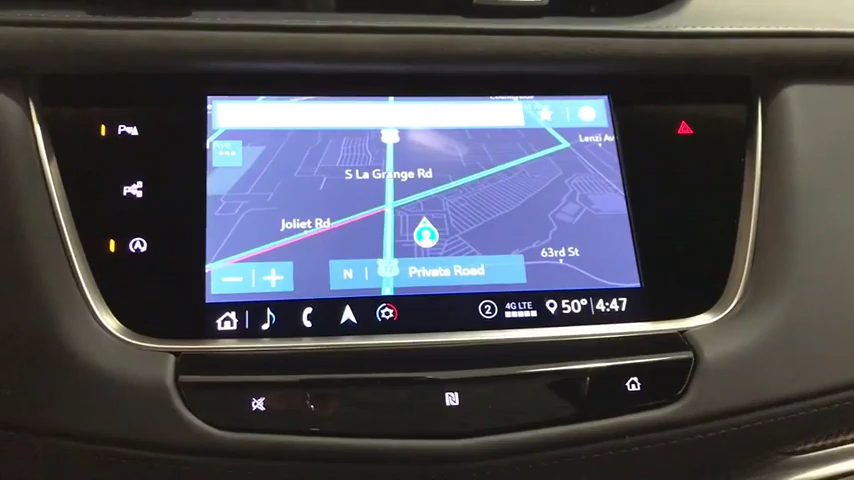 Lenzi Av
S La Grange Rd
Joliet Rd
63rd St
N
Private Road
2
4G LTE
50°
4:47